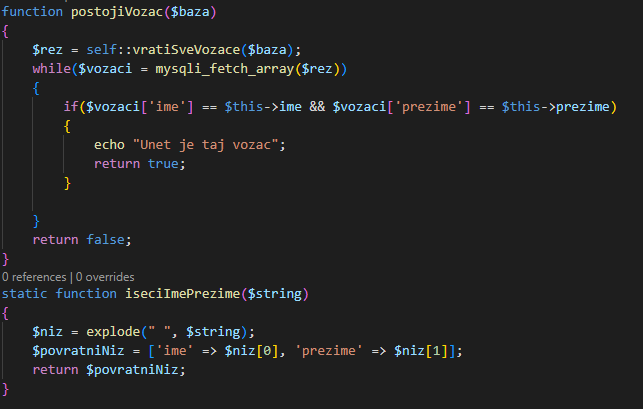 function postojiVozac($baza)
{
    $rez = self::vratiSveVozace($baza);
    while($vozaci = mysqli_fetch_array($rez))
    {
        if($vozaci['ime'] == $this->ime && $vozaci['prezime'] == $this->prezime)
        {
            echo "Unet je taj vozac";
            return true;
        }
    }
    return false;
}
0 references | 0 overrides
static function iseciImePrezime($string)
{
    $niz = explode(" ", $string);
    $povratniNiz = ['ime' => $niz[0], 'prezime' => $niz[1]];
    return $povratniNiz;
}